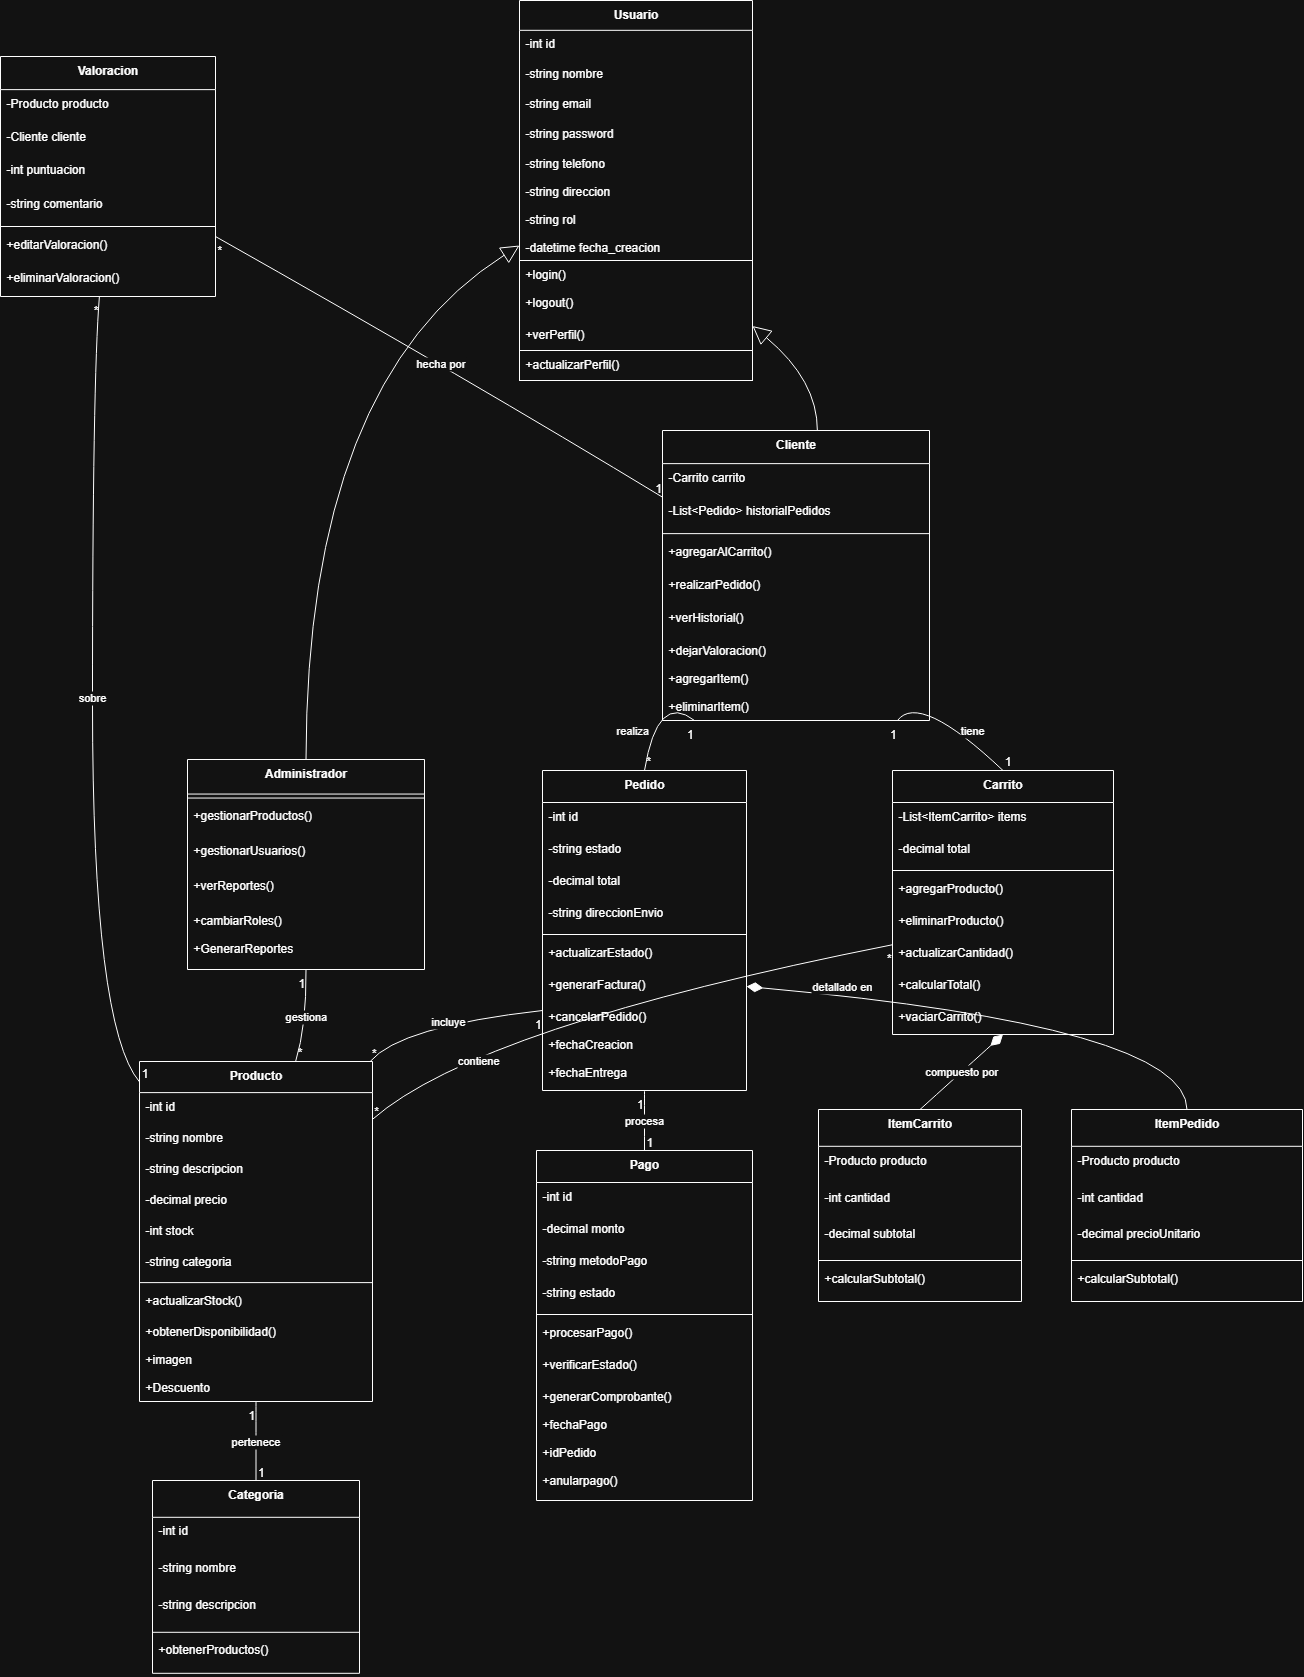 Usuario
-int id
-string nombre
-string email
-string password
-string telefono
-string direccion
-string rol
-datetime fecha_creacion
+login()
+logout()
+verPerfil()
+actualizarPerfil()
Valoracion
-Producto producto
-Cliente cliente
-int puntuacion
-string comentario
+editarValoracion()
+eliminarValoracion()
*
*
hecha por
1
sobre
1
Cliente
-Carrito carrito
-List<Pedido> historialPedidos
+agregarAlCarrito()
+realizarPedido()
+verHistorial()
+dejarValoracion()
+agregarItem()
+eliminarItem()
realiza
1
*
1
tiene
1
Administrador
+gestionarProductos()
+gestionarUsuarios()
+verReportes()
+cambiarRoles()
+GenerarReportes
1
gestiona
*
Pedido
-int id
-string estado
-decimal total
-string direccionEnvio
+actualizarEstado()
+generarFactura()
+cancelarPedido()
+fechaCreacion
+fechaEntrega
Carrito
-List<ItemCarrito> items
-decimal total
+agregarProducto()
+eliminarProducto()
+actualizarCantidad()
+calcularTotal()
+vaciarCarrito()
*
detallado en
incluye
1
*
contiene
*
compuesto por
1
procesa
1
Producto
-int id
-string nombre
-string descripcion
-decimal precio
-int stock
-string categoria
+actualizarStock()
+obtenerDisponibilidad()
+imagen
+Descuento
Pago
-int id
-decimal monto
-string metodoPago
-string estado
+procesarPago()
+verificarEstado()
+generarComprobante()
+fechaPago
+idPedido
+anularpago()
ItemCarrito
-Producto producto
-int cantidad
-decimal subtotal
+calcularSubtotal()
ItemPedido
-Producto producto
-int cantidad
-decimal precioUnitario
+calcularSubtotal()
1
pertenece
1
Categoria
-int id
-string nombre
-string descripcion
+obtenerProductos()